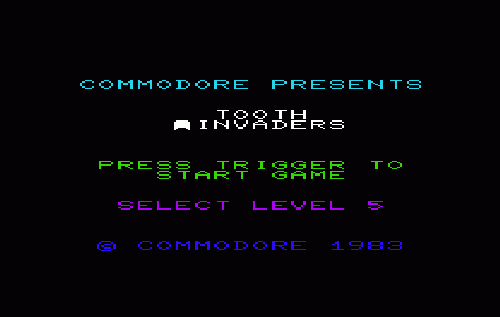 COMMODORE PRESENTS
TOOTH
INVADERS
PRESS TRIGGER TO
START GAME
SELECT LEVEL 5
© COMMODORE 1983